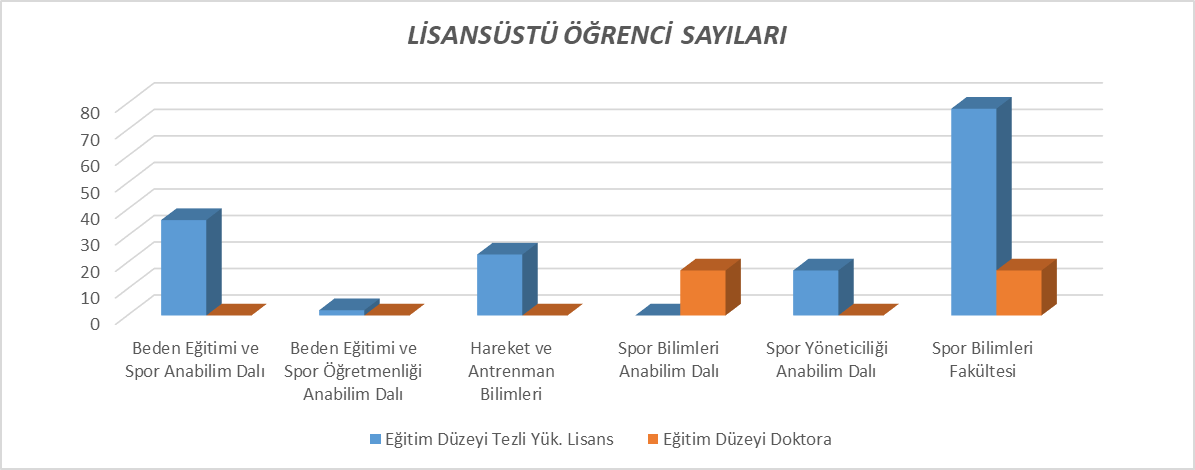 LİSANSÜSTÜ ÖĞRENCİ SAYILARI
80
70
60
50
40
30
20
10
0
Beden Eğitimi ve
Spor Anabilim Dalı
Beden Eğitimi ve
Spor Öğretmenliği
Anabilim Dalı
Hareket ve
Antrenman
Bilimleri
Spor Bilimleri
Anabilim Dalı
Spor Yöneticiliği
Anabilim Dalı
Spor Bilimleri
Fakültesi
Eğitim Düzeyi Tezli Yük. Lisans
Eğitim Düzeyi Doktora